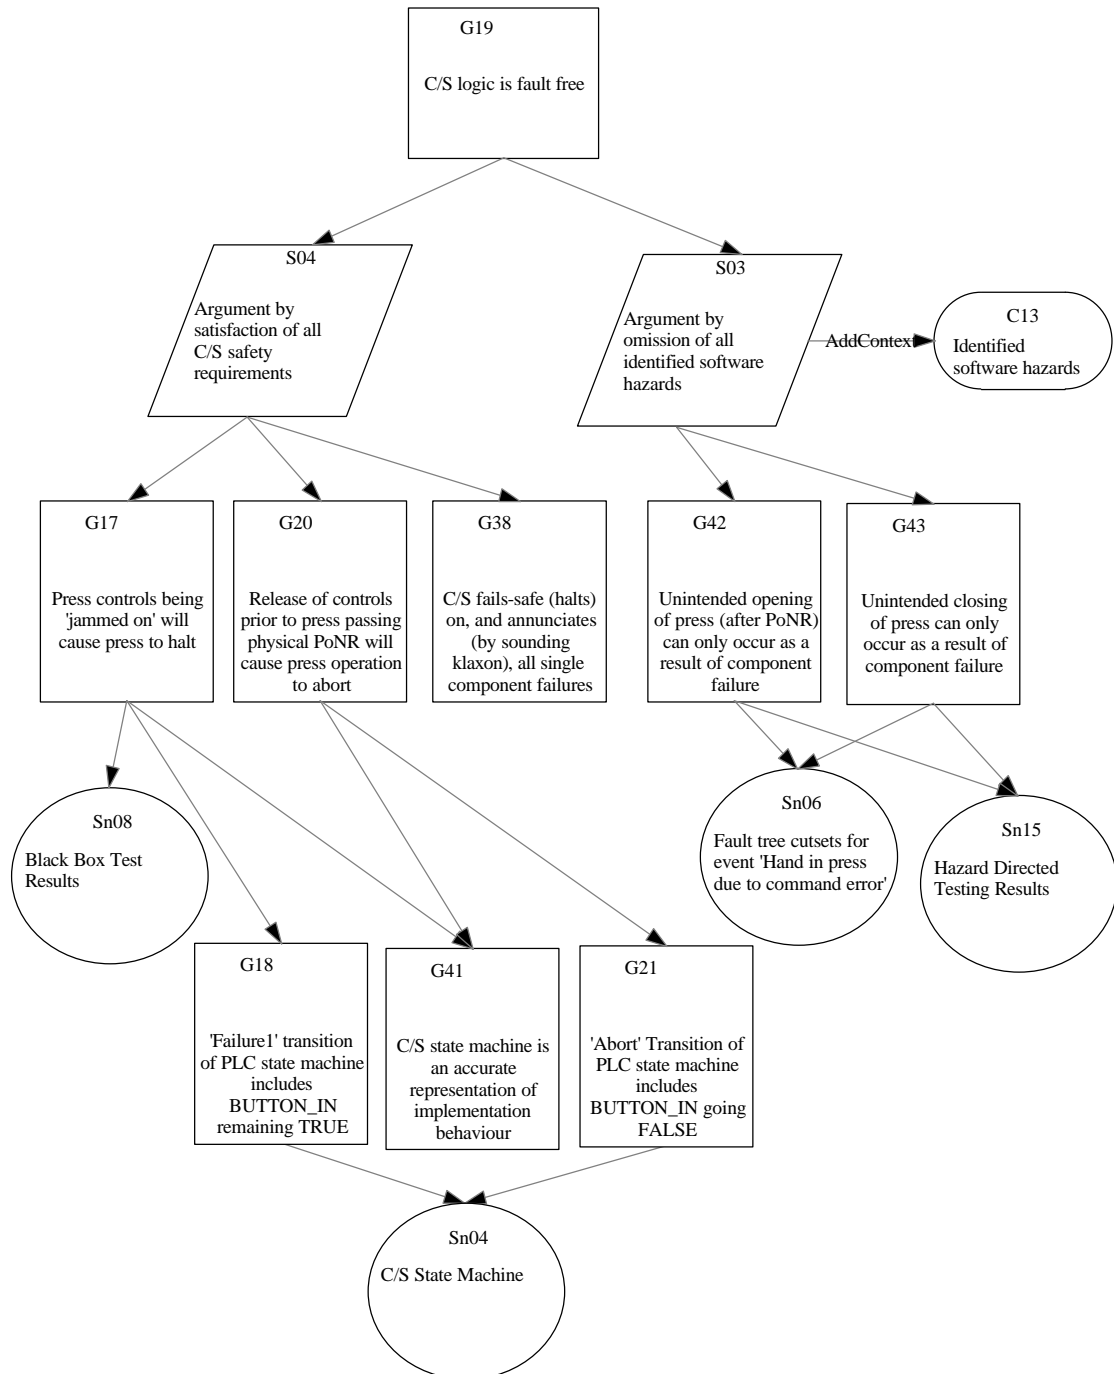 G19
C/S logic is fault free
S04
Argument by
satisfaction of all
C/S safety
requirements
S03
Argument by
omission of all
identified software
hazards
AddContext
C13
Identified
software hazards
G17
Press controls being
'jammed on' will
cause press to halt
G20
Release of controls
prior to press passing
physical PoNR will
cause press operation
to abort
G38
C/S fails-safe (halts)
on, and annunciates
(by sounding
klaxon), all single
component failures
G42
Unintended opening
of press (after PoNR)
can only occur as a
result of component
failure
G43
Unintended closing
of press can only
occur as a result of
component failure
Sn08
Black Box Test
Results
Sn06
Fault tree cutsets for
event 'Hand in press
due to command error'
Sn15
Hazard Directed
Testing Results
G18
'Failure1' transition
of PLC state machine
includes
BUTTON_IN
remaining TRUE
G41
C/S state machine is
an accurate
representation of
implementation
behaviour
G21
'Abort' Transition of
PLC state machine
includes
BUTTON_IN going
FALSE
Sn04
C/S State Machine